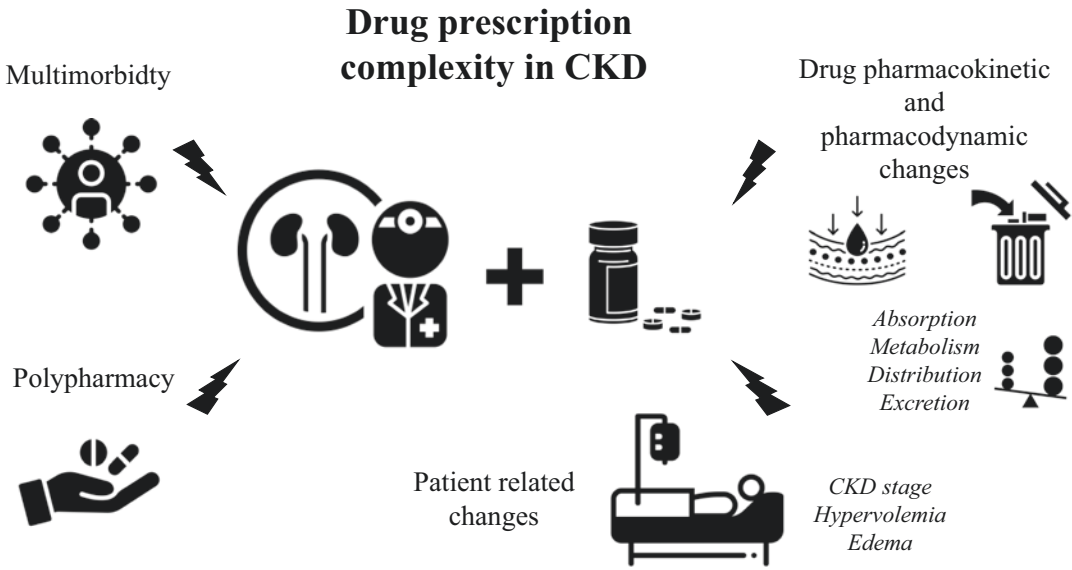 Drug prescription
complexity in CKD
Multimorbidty
Drug pharmacokinetic
and
pharmacodynamic
changes
Absorption
Metabolism
Distribution
Excretion
Polypharmacy
Patient related
changes
CKD stage
Hypervolemia
Edema